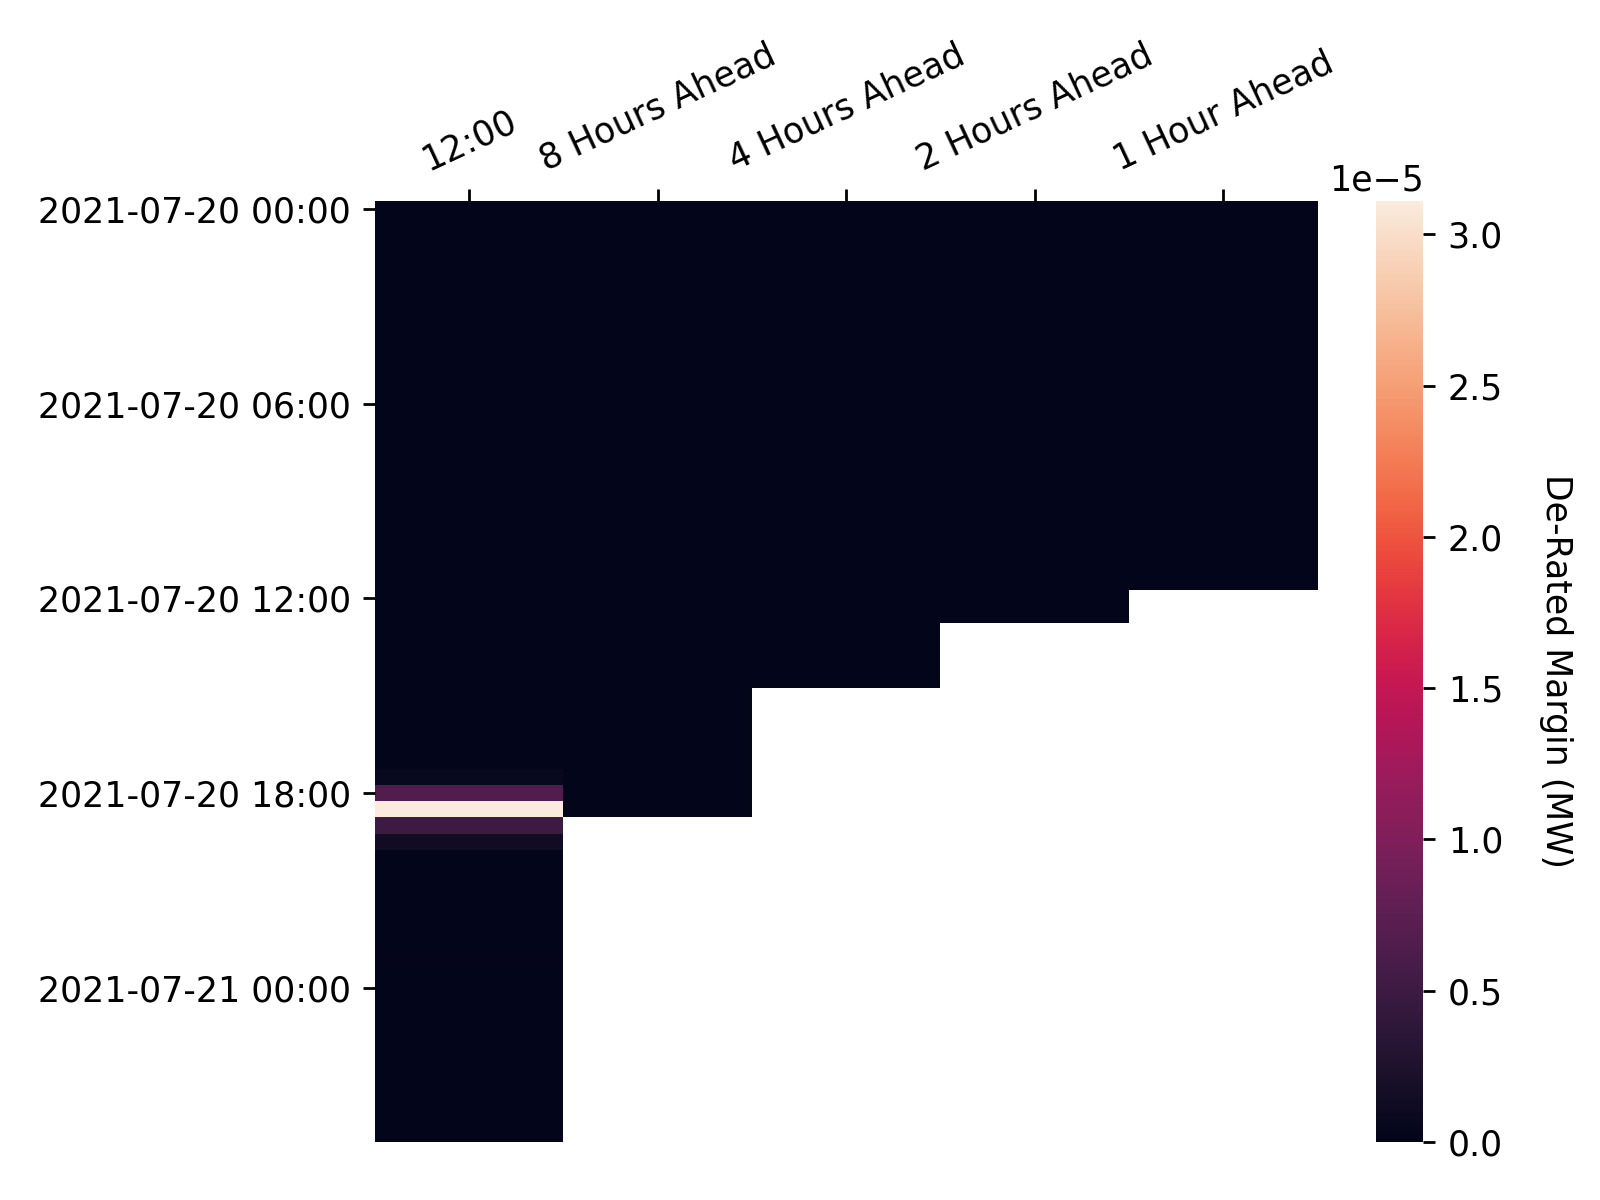 12:00
8 Hours Ahead
4 Hours Ahead
2 Hours Ahead
1 Hour Ahead
1e−5
2021-07-20 00:00
2021-07-20 06:00
2021-07-20 12:00
2021-07-20 18:00
2021-07-21 00:00
3.0
2.5
2.0
1.5
1.0
0.5
0.0
De-Rated Margin (MW)